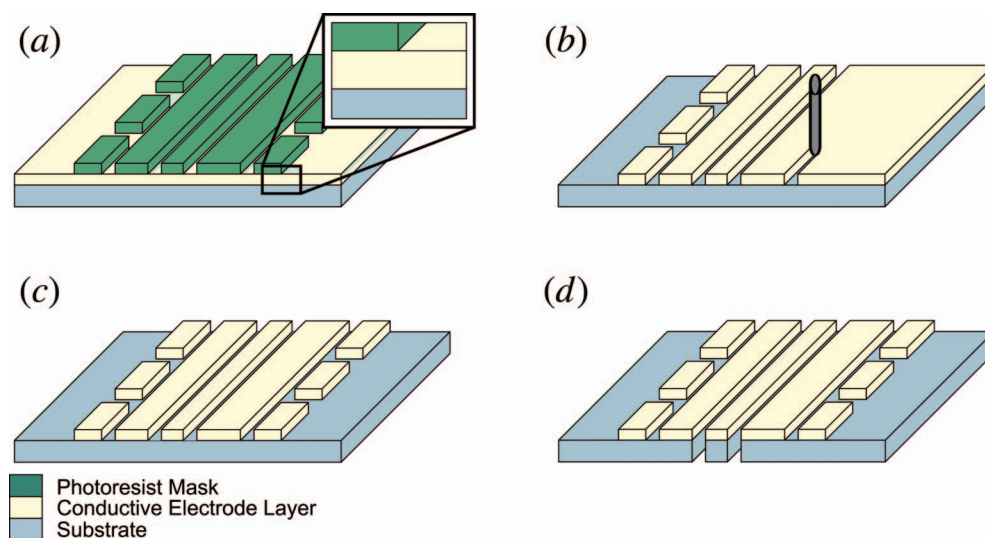 (a)
(b)
(c)
(d)
Photoresist Mask
Conductive Electrode Layer
Substrate